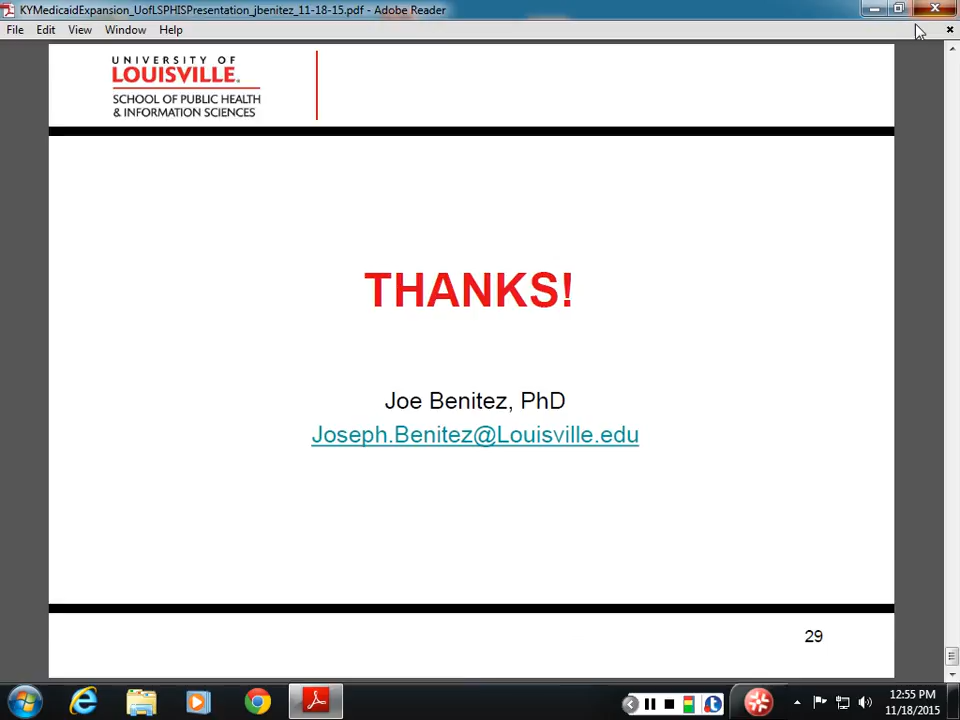 KYMedicaidExpansion_UofLSPHISPresentation_jbenitez_11-18-15.pdf - Adobe Reader
File Edit View Window Help
UNIVERSITY OF
LOUISVILLE.
SCHOOL OF PUBLIC HEALTH
& INFORMATION SCIENCES
THANKS!
Joe Benitez, PhD
Joseph.Benitez@Louisville.edu
29
12:55 PM
11/18/2015